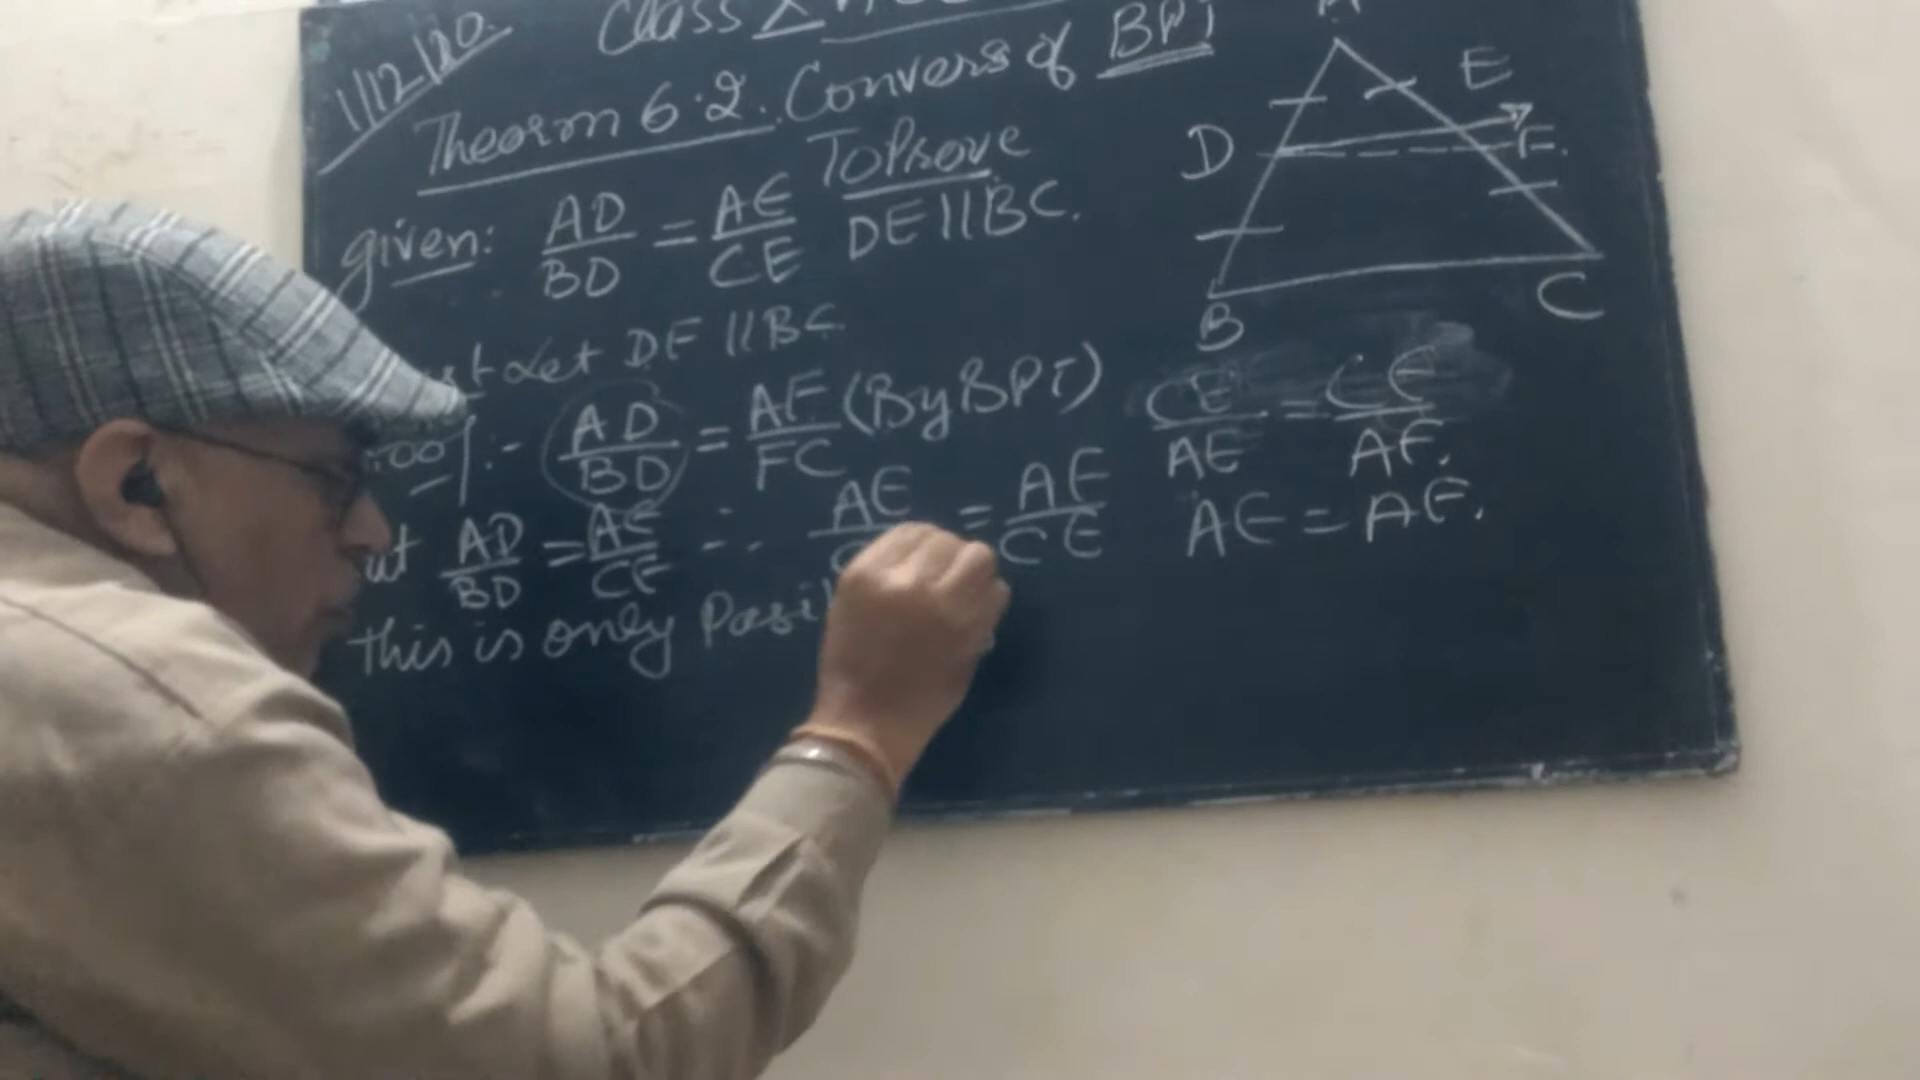 1/12/20.
Class X
Theorm 6.2. Convers of BPT
given: AD/BD = AE/CE To Prove DE || BC.
Let DF || BC
AD/BD = AF/FC (By BPT)
CE/AE = CE/AF.
AD/BD = AE/CE ∴ AE = AF/CE AE = AF.
this is only
A
E
D
F.
B
C